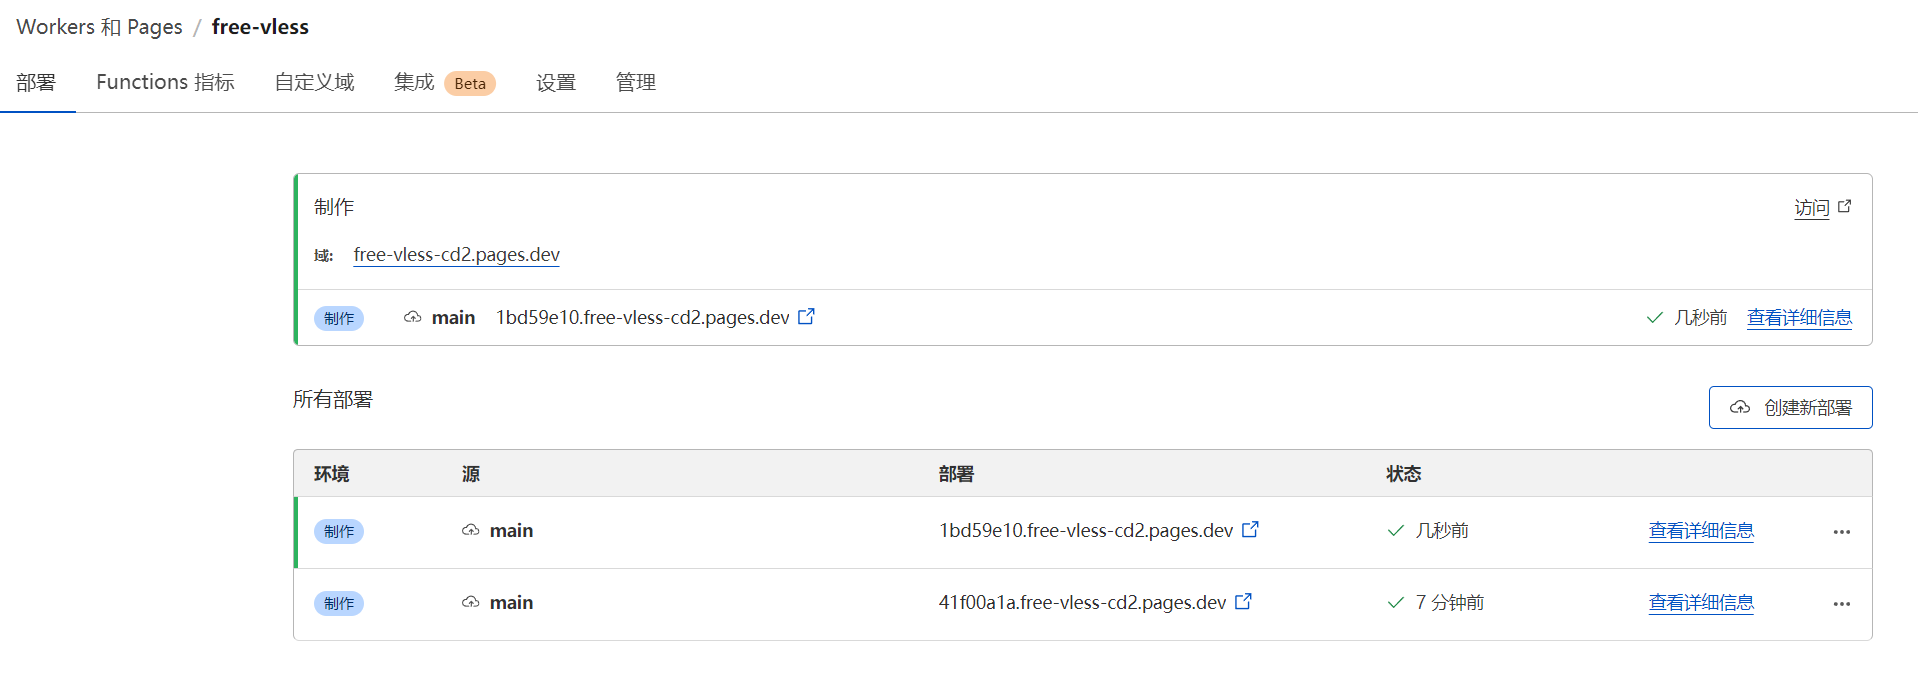 Workers 和 Pages / free-vless
部署 Functions 指标 自定义域 集成 Beta 设置 管理
制作 访问
域: free-vless-cd2.pages.dev
制作 main 1bd59e10.free-vless-cd2.pages.dev 几秒前 查看详细信息
所有部署 创建新部署
环境 源 部署 状态
制作 main 1bd59e10.free-vless-cd2.pages.dev 几秒前 查看详细信息 ...
制作 main 41f00a1a.free-vless-cd2.pages.dev 7 分钟前 查看详细信息 ...